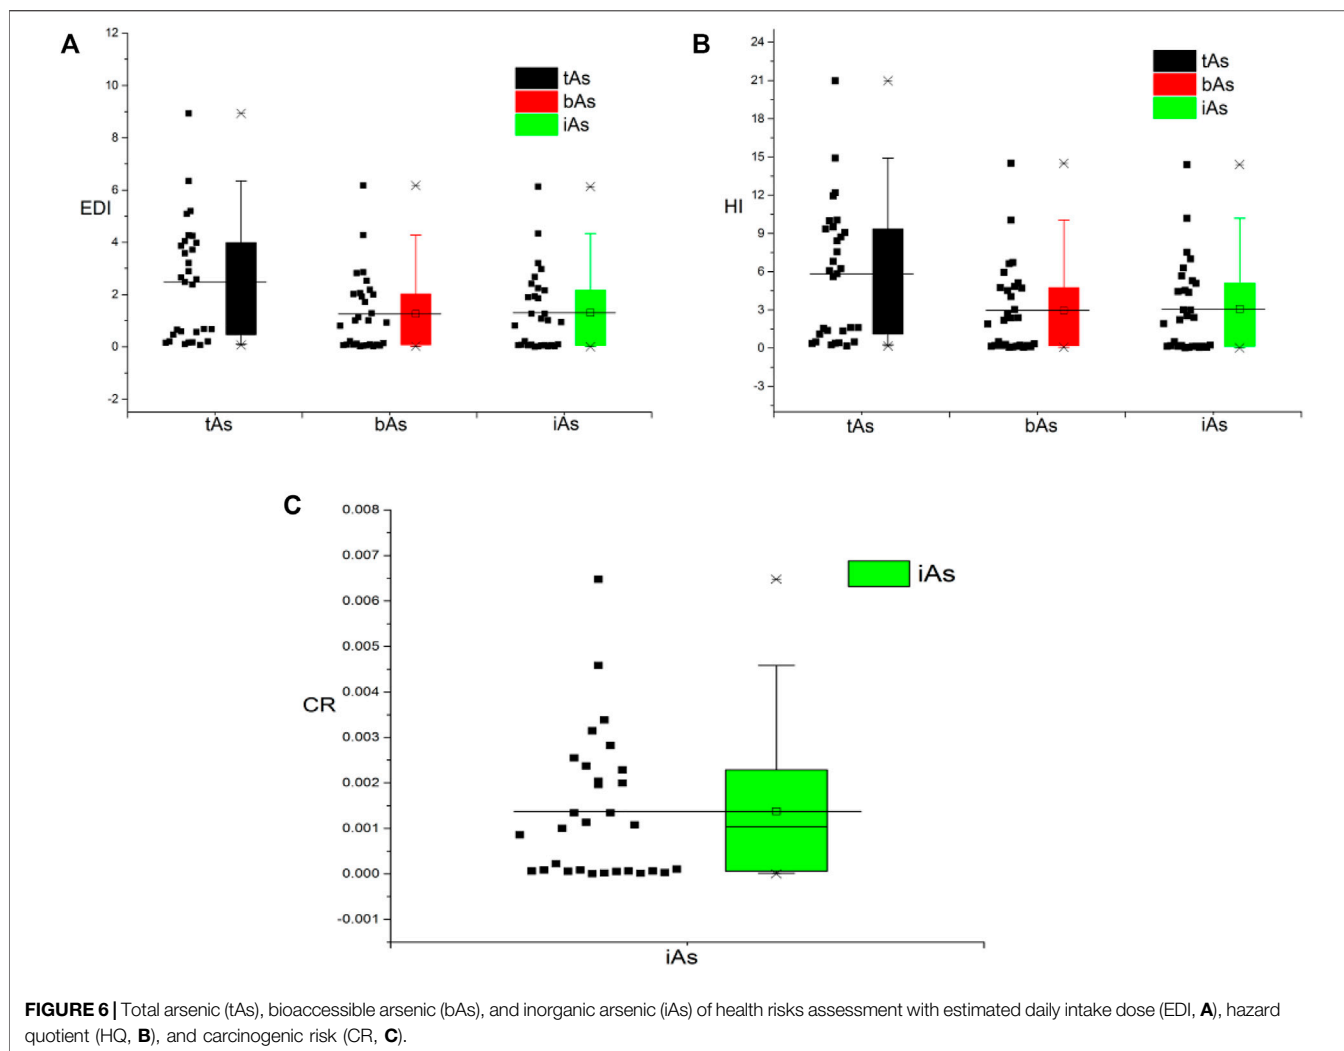 A
12
10
8
6
4
2
0
-2
EDI
tAs
bAs
iAs
tAs
bAs
iAs
B
24
21
18
15
12
9
6
3
0
-3
HI
tAs
bAs
iAs
tAs
bAs
iAs
C
0.008
0.007
0.006
0.005
0.004
0.003
0.002
0.001
0.000
-0.001
CR
iAs
iAs
FIGURE 6 | Total arsenic (tAs), bioaccessible arsenic (bAs), and inorganic arsenic (iAs) of health risks assessment with estimated daily intake dose (EDI, A), hazard
quotient (HQ, B), and carcinogenic risk (CR, C).